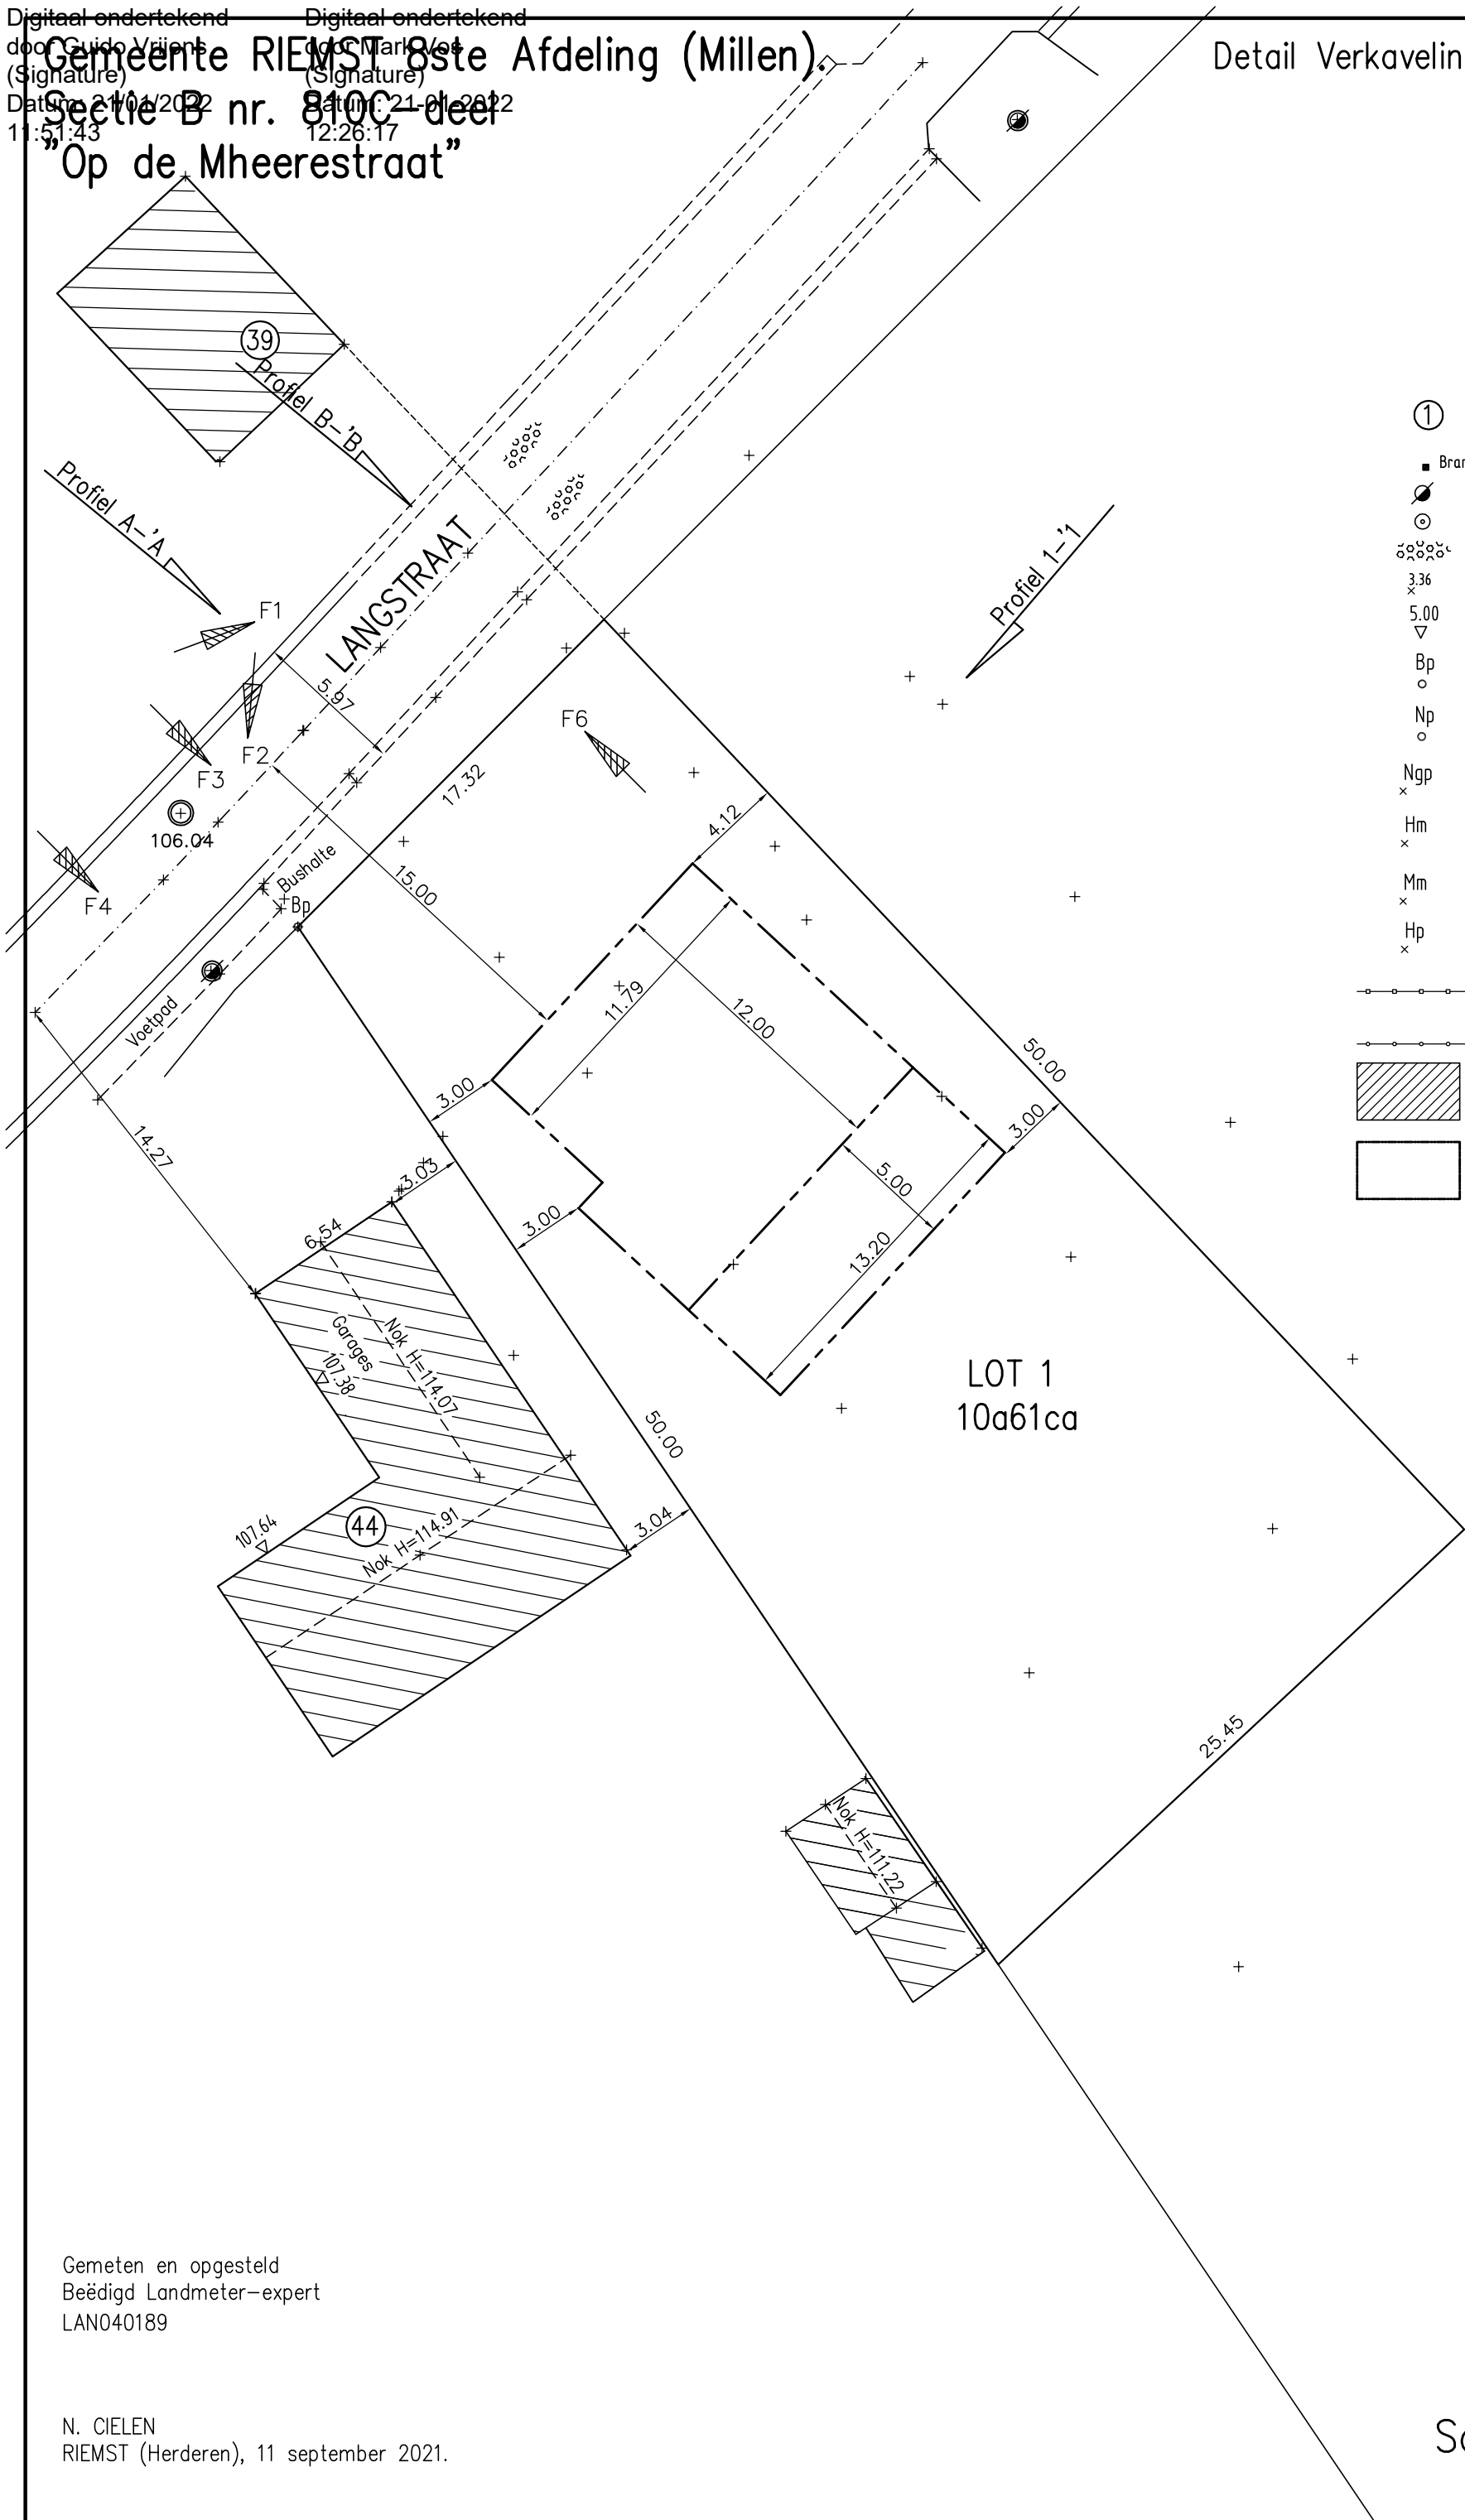 Digitaal ondertekend
door Guido Vrijens
(Signature)
Datum: 21/01/2022
11:51:43
Digitaal ondertekend
door Mark Vos
(Signature)
Datum: 21-01-2022
12:26:17
Gemeente RIEMST 8ste Afdeling (Millen).
Sectie B nr. 810C-deel
"Op de Mheerestraat"
Detail Verkavelin
39
Profiel B-'B
Profiel A-'A
LANGSTRAAT
Profiel 1-'1
F1
F2
F3
F4
F6
5.97
17.32
106.04
Bushalte
Bp
15.00
4.12
11.79
12.00
50.00
Voetpad
3.00
3.00
14.27
3.03
3.00
5.00
13.20
6.54
Garages
107.38
Nok H=114.07
LOT 1
10a61ca
50.00
107.64
44
Nok H=114.91
3.04
25.45
Nok H=111.22
1
Bran
3.36
5.00
Bp
Np
Ngp
Hm
Mm
Hp
Gemeten en opgesteld
Beëdigd Landmeter-expert
LAN040189
N. CIELEN
RIEMST (Herderen), 11 september 2021.